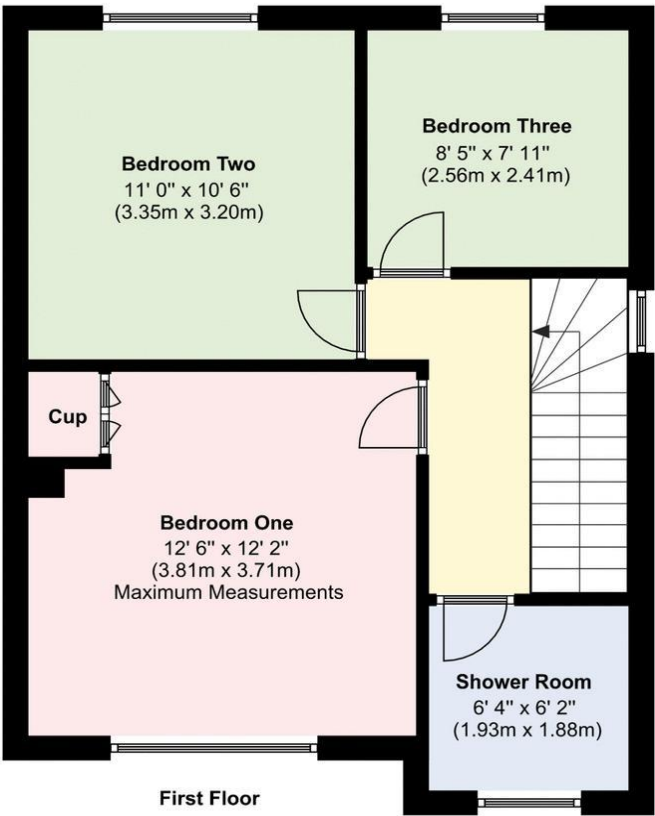 Bedroom Two
11' 0" x 10' 6"
(3.35m x 3.20m)
Bedroom Three
8' 5" x 7' 11"
(2.56m x 2.41m)
Cup
Bedroom One
12' 6" x 12' 2"
(3.81m x 3.71m)
Maximum Measurements
Shower Room
6' 4" x 6' 2"
(1.93m x 1.88m)
First Floor